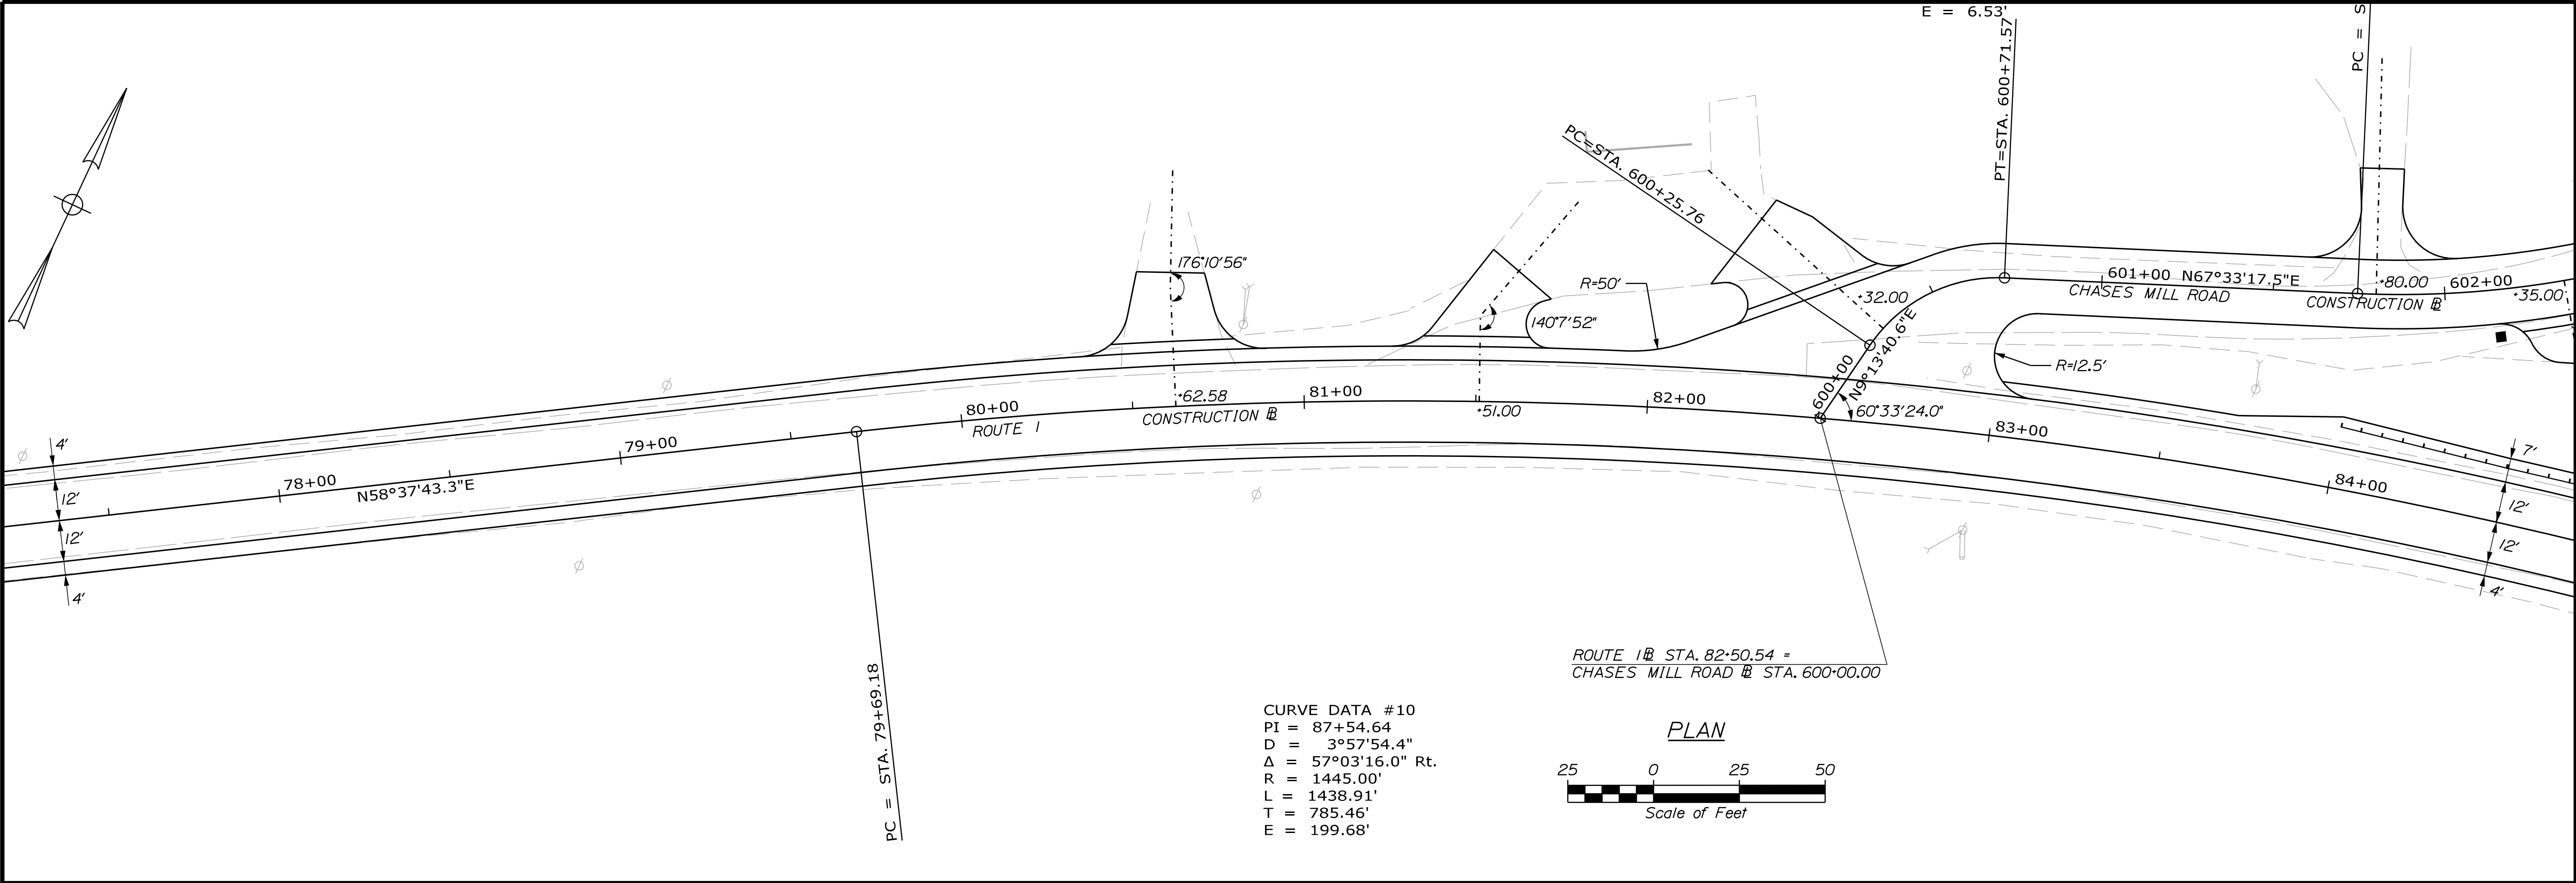 E = 6.53'
PT=STA. 600+71.57
PC = S
PC=STA. 600+25.76
176°10'56"
R=50'
140°7'52"
+32.00
601+00 N67°33'17.5"E
CHASES MILL ROAD
CONSTRUCTION BL
+80.00
602+00
+35.00
600+00
N9°13'40.6"E
60°33'24.0"
R=12.5'
4'
12'
12'
4'
78+00
N58°37'43.3"E
79+00
80+00
ROUTE 1
+62.58
CONSTRUCTION BL
81+00
+51.00
82+00
83+00
84+00
7'
12'
12'
4'
PC = STA. 79+69.18
ROUTE 1 BL STA. 82+50.54 =
CHASES MILL ROAD BL STA. 600+00.00
CURVE DATA #10
PI = 87+54.64
D = 3°57'54.4"
Δ = 57°03'16.0" Rt.
R = 1445.00'
L = 1438.91'
T = 785.46'
E = 199.68'
PLAN
25 0 25 50
Scale of Feet